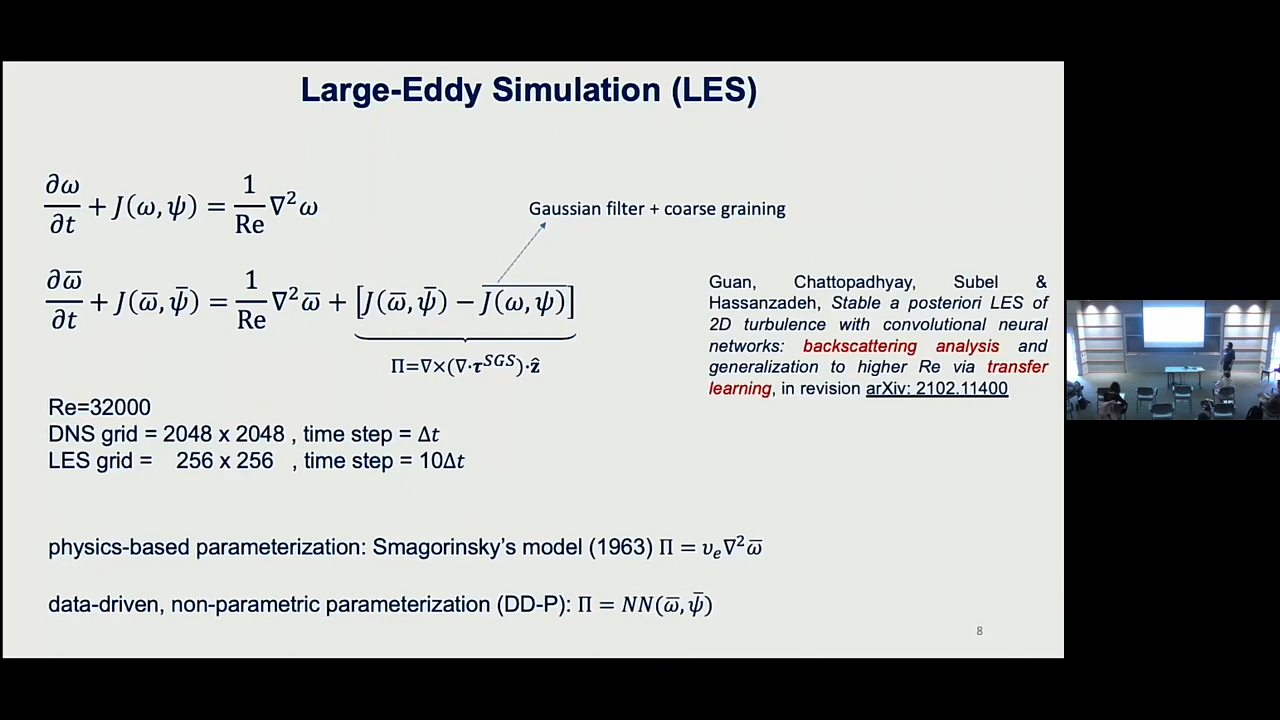 Large-Eddy Simulation (LES)
∂ω/∂t + J(ω, ψ) = 1/Re ∇²ω
Gaussian filter + coarse graining
∂ω̅/∂t + J(ω̅, ψ̅) = 1/Re ∇²ω̅ + [J(ω̅, ψ̅) − \overline{J(ω, ψ)}]
Π=∇×(∇·τ^{SGS})·ẑ
Guan, Chattopadhyay, Subel &
Hassanzadeh, Stable a posteriori LES of
2D turbulence with convolutional neural
networks: backscattering analysis and
generalization to higher Re via transfer
learning, in revision arXiv: 2102.11400
Re=32000
DNS grid = 2048 x 2048 , time step = Δt
LES grid = 256 x 256 , time step = 10Δt
physics-based parameterization: Smagorinsky's model (1963) Π = υₑ∇²ω̅
data-driven, non-parametric parameterization (DD-P): Π = NN(ω̅, ψ̅)
8